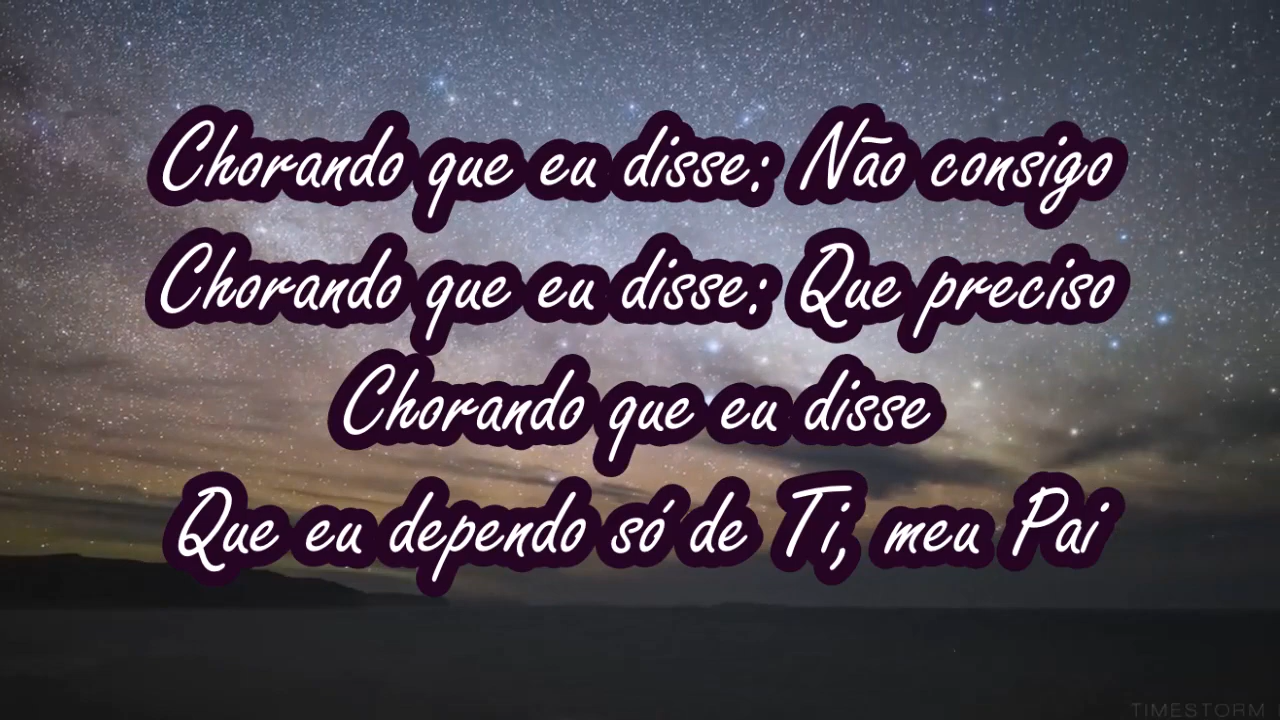 Chorando que eu disse: Não consigo
Chorando que eu disse: Que preciso
Chorando que eu disse
Que eu dependo só de Ti, meu Pai
TIMESTORM